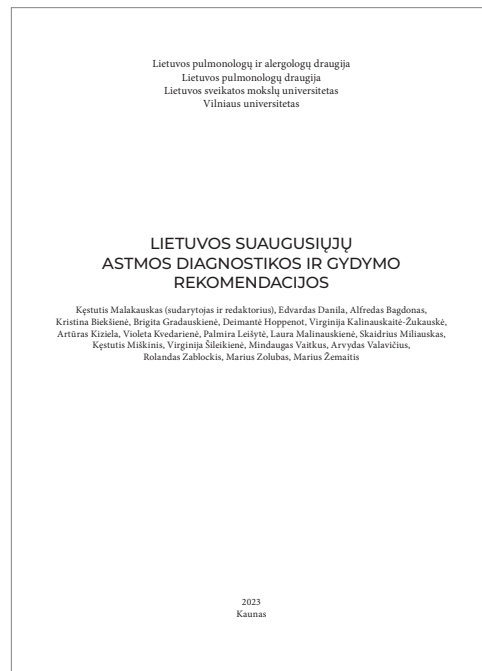 Lietuvos pulmonologų ir alergologų draugija
Lietuvos pulmonologų draugija
Lietuvos sveikatos mokslų universitetas
Vilniaus universitetas
LIETUVOS SUAUGUSIŲJŲ
ASTMOS DIAGNOSTIKOS IR GYDYMO
REKOMENDACIJOS
Kęstutis Malakauskas (sudarytojas ir redaktorius), Edvardas Danila, Alfredas Bagdonas,
Kristina Biekšienė, Brigita Gradauskienė, Deimantė Hoppenot, Virginija Kalinauskaitė-Žukauskė,
Artūras Kiziela, Violeta Kvedarienė, Palmira Leišytė, Laura Malinauskienė, Skaidrius Miliauskas,
Kęstutis Miškinis, Virginija Šileikienė, Mindaugas Vaitkus, Arvydas Valavičius,
Rolandas Zablockis, Marius Zolubas, Marius Žemaitis
2023
Kaunas